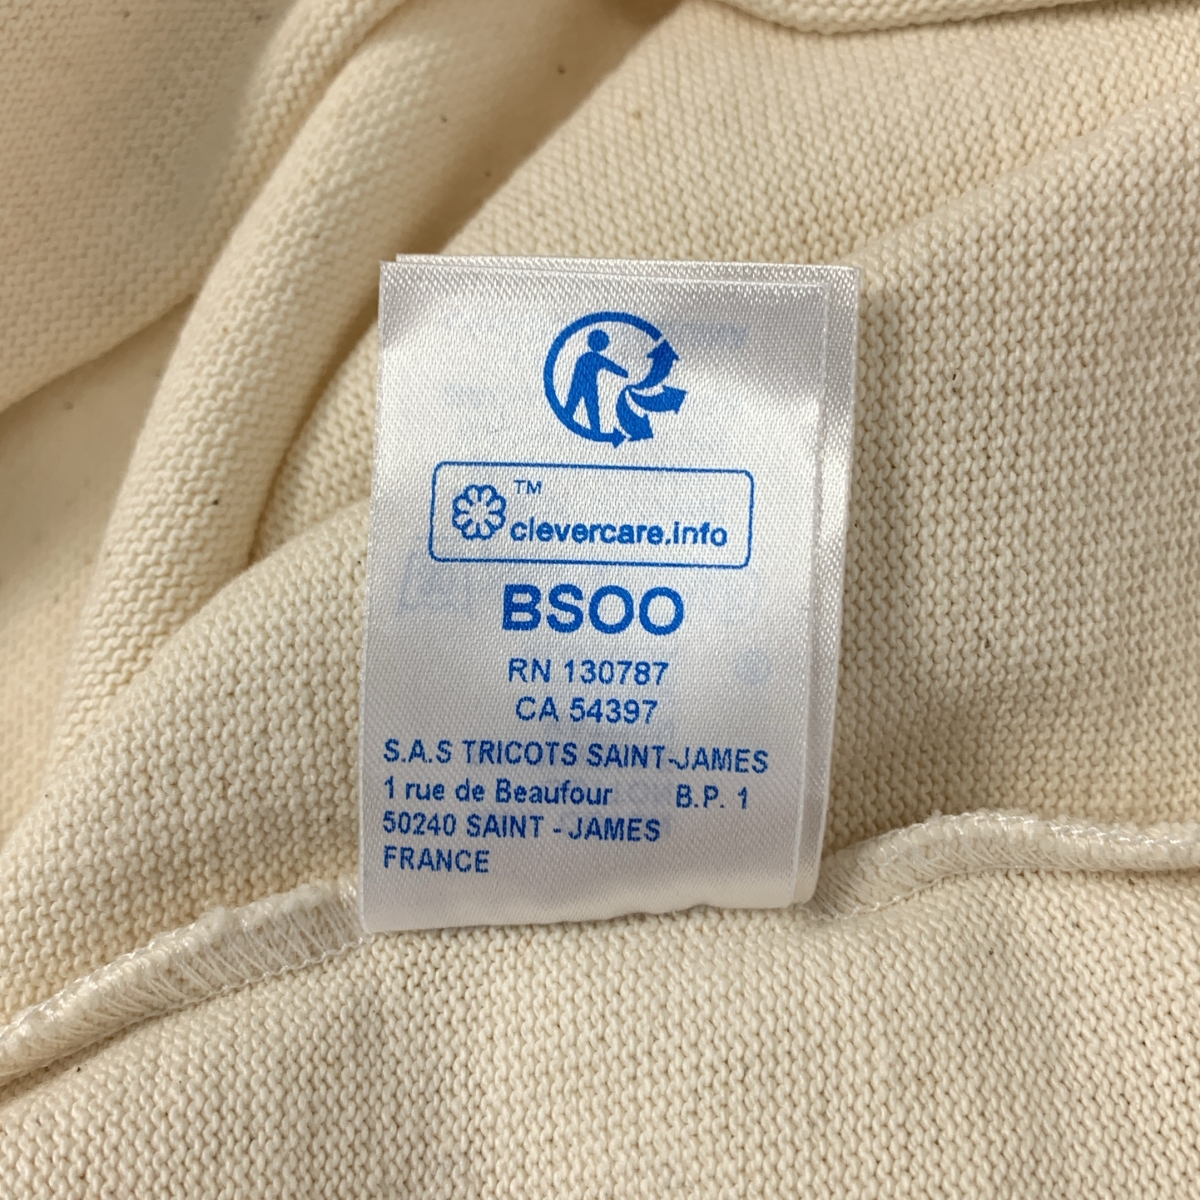 TM
clevercare.info
BSOO
RN 130787
CA 54397
S.A.S TRICOTS SAINT-JAMES
1 rue de Beaufour B.P. 1
50240 SAINT - JAMES
FRANCE